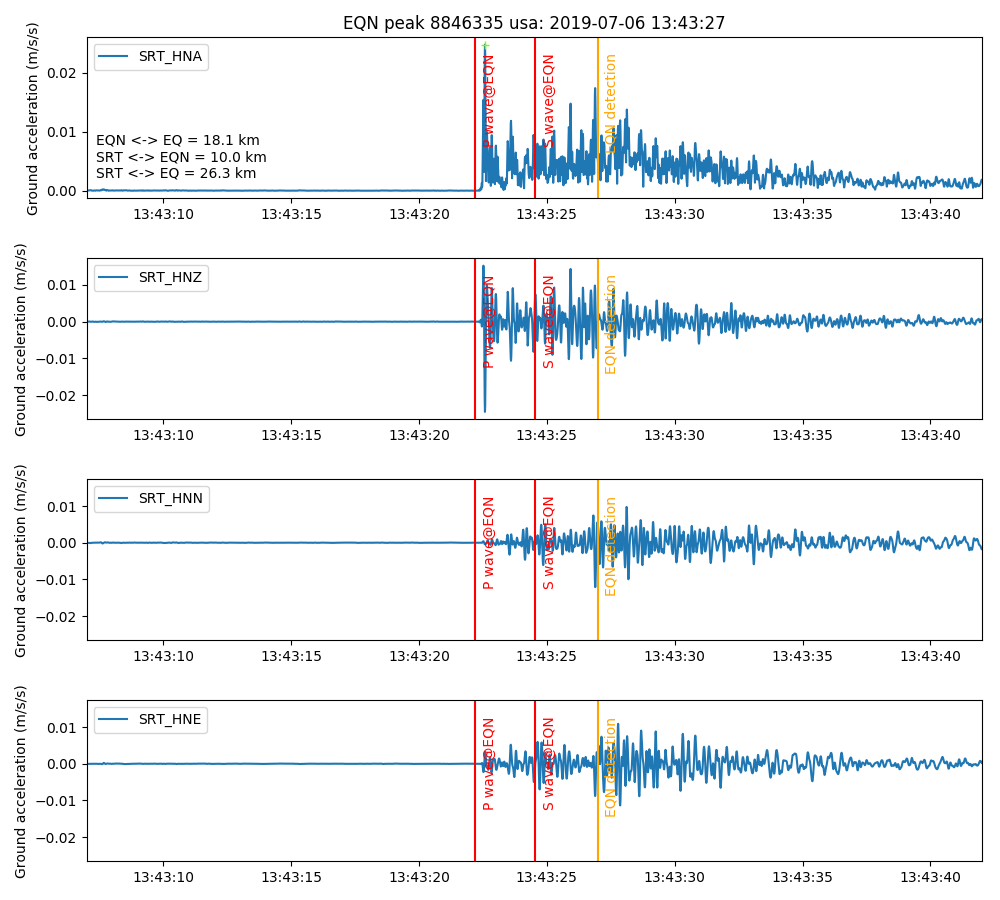 EQN peak 8846335 usa: 2019-07-06 13:43:27
Ground acceleration (m/s/s)
0.02
0.01
0.00
SRT_HNA
EQN <-> EQ = 18.1 km
SRT <-> EQN = 10.0 km
SRT <-> EQ = 26.3 km
P wave@EQN
S wave@EQN
EQN detection
13:43:10 13:43:15 13:43:20 13:43:25 13:43:30 13:43:35 13:43:40
Ground acceleration (m/s/s)
0.01
0.00
−0.01
−0.02
SRT_HNZ
P wave@EQN
S wave@EQN
EQN detection
13:43:10 13:43:15 13:43:20 13:43:25 13:43:30 13:43:35 13:43:40
Ground acceleration (m/s/s)
0.01
0.00
−0.01
−0.02
SRT_HNN
P wave@EQN
S wave@EQN
EQN detection
13:43:10 13:43:15 13:43:20 13:43:25 13:43:30 13:43:35 13:43:40
Ground acceleration (m/s/s)
0.01
0.00
−0.01
−0.02
SRT_HNE
P wave@EQN
S wave@EQN
EQN detection
13:43:10 13:43:15 13:43:20 13:43:25 13:43:30 13:43:35 13:43:40